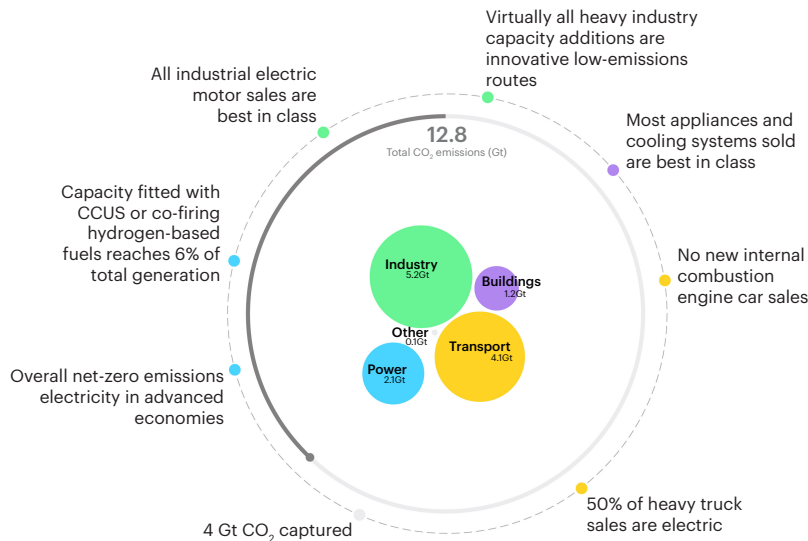 Virtually all heavy industry
capacity additions are
innovative low-emissions
routes
All industrial electric
motor sales are
best in class
12.8
Total CO₂ emissions (Gt)
Most appliances and
cooling systems sold
are best in class
Capacity fitted with
CCUS or co-firing
hydrogen-based
fuels reaches 6% of
total generation
No new internal
combustion
engine car sales
Industry
5.2Gt
Buildings
1.2Gt
Other
0.1Gt
Transport
4.1Gt
Power
2.1Gt
Overall net-zero emissions
electricity in advanced
economies
50% of heavy truck
sales are electric
4 Gt CO₂ captured